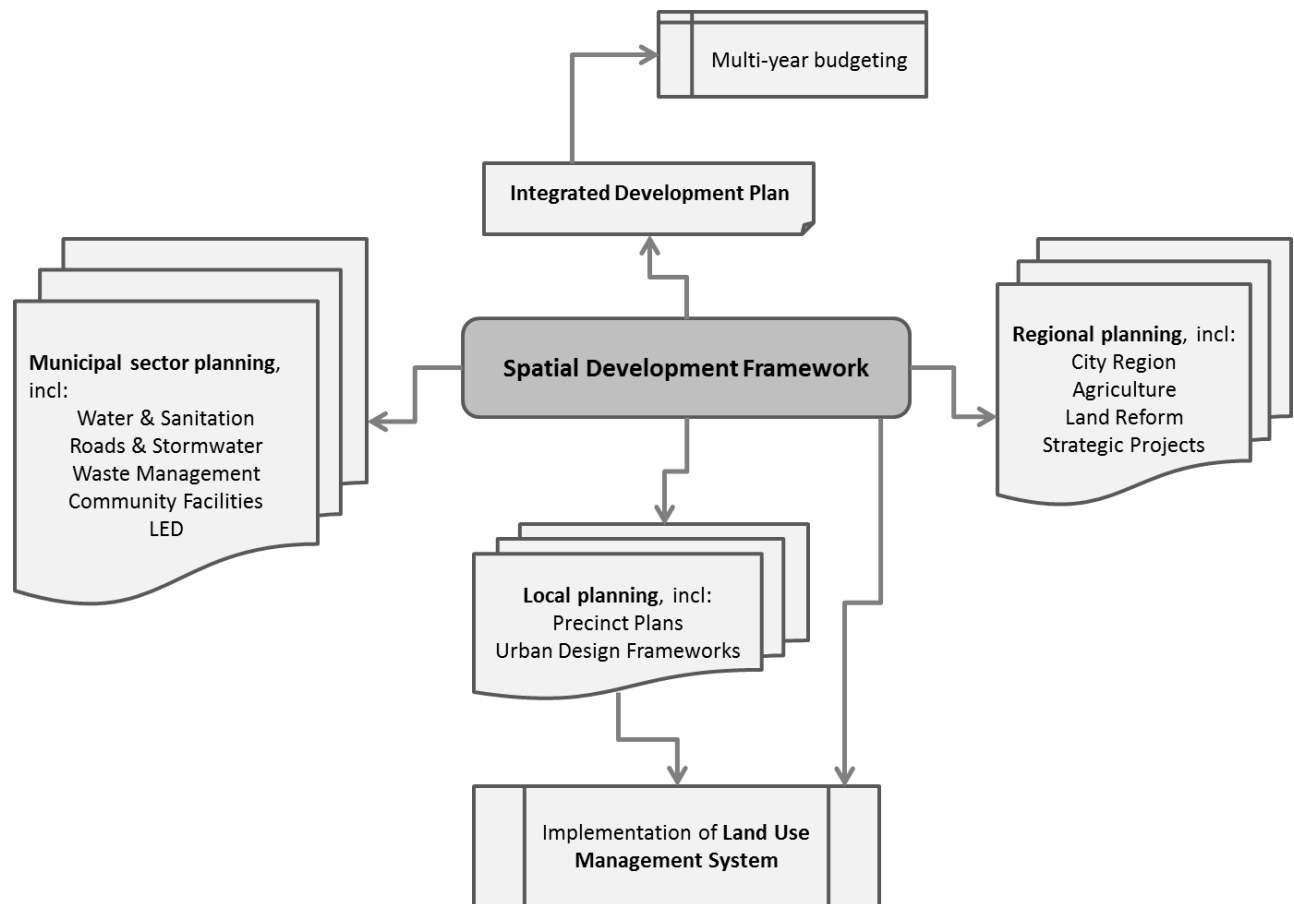 Multi-year budgeting
Integrated Development Plan
Spatial Development Framework
Municipal sector planning,
incl:
Water & Sanitation
Roads & Stormwater
Waste Management
Community Facilities
LED
Regional planning, incl:
City Region
Agriculture
Land Reform
Strategic Projects
Local planning, incl:
Precinct Plans
Urban Design Frameworks
Implementation of Land Use
Management System